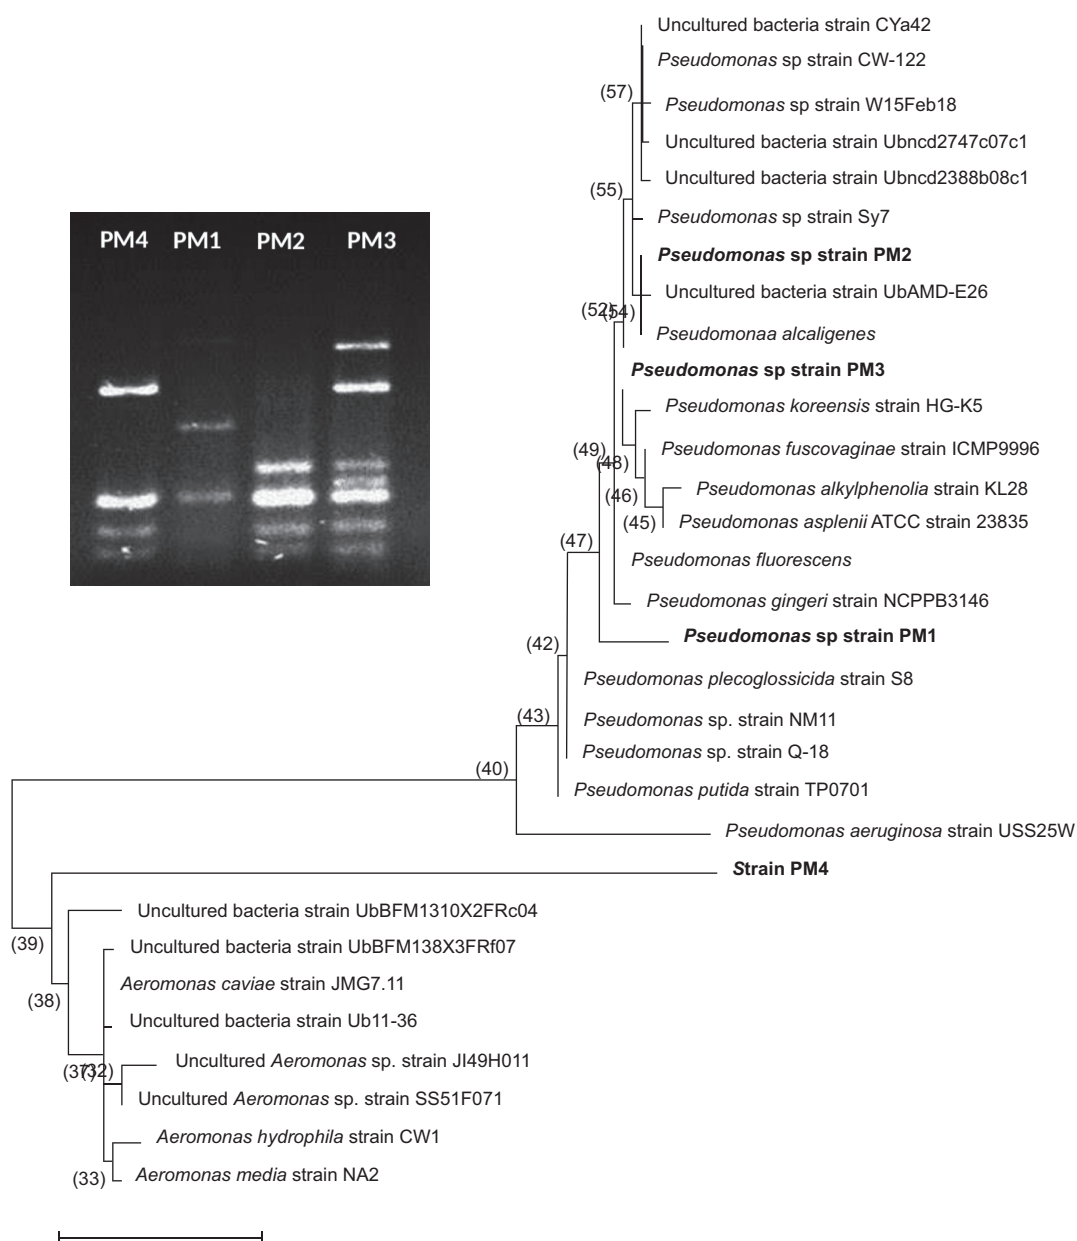 Uncultured bacteria strain CYa42
Pseudomonas sp strain CW-122
(57)
Pseudomonas sp strain W15Feb18
Uncultured bacteria strain Ubncd2747c07c1
Uncultured bacteria strain Ubncd2388b08c1
(55)
Pseudomonas sp strain Sy7
PM4 PM1 PM2 PM3
Pseudomonas sp strain PM2
Uncultured bacteria strain UbAMD-E26
(52)
(54)
Pseudomonaa alcaligenes
Pseudomonas sp strain PM3
Pseudomonas koreensis strain HG-K5
(49)
Pseudomonas fuscovaginae strain ICMP9996
(48)
Pseudomonas alkylphenolia strain KL28
(46)
(45)
Pseudomonas asplenii ATCC strain 23835
(47)
Pseudomonas fluorescens
Pseudomonas gingeri strain NCPPB3146
Pseudomonas sp strain PM1
(42)
Pseudomonas plecoglossicida strain S8
(43)
Pseudomonas sp. strain NM11
Pseudomonas sp. strain Q-18
(40)
Pseudomonas putida strain TP0701
Pseudomonas aeruginosa strain USS25W
Strain PM4
Uncultured bacteria strain UbBFM1310X2FRc04
(39)
Uncultured bacteria strain UbBFM138X3FRf07
Aeromonas caviae strain JMG7.11
(38)
Uncultured bacteria strain Ub11-36
Uncultured Aeromonas sp. strain JI49H011
(37)
(32)
Uncultured Aeromonas sp. strain SS51F071
Aeromonas hydrophila strain CW1
(33)
Aeromonas media strain NA2